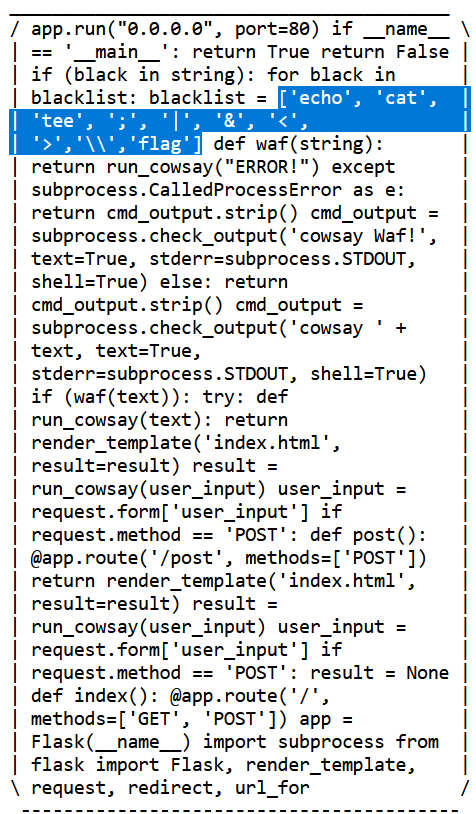 _________________________________________
/ app.run("0.0.0.0", port=80) if __name__ \
| == '__main__': return True return False |
| if (black in string): for black in      |
| blacklist: blacklist = ['echo', 'cat',  |
| 'tee', ';', '|', '&', '<',              |
| '>','\\','flag'] def waf(string):       |
| return run_cowsay("ERROR!") except      |
| subprocess.CalledProcessError as e:     |
| return cmd_output.strip() cmd_output =  |
| subprocess.check_output('cowsay Waf!',  |
| text=True, stderr=subprocess.STDOUT,    |
| shell=True) else: return                |
| cmd_output.strip() cmd_output =         |
| subprocess.check_output('cowsay ' +     |
| text, text=True,                        |
| stderr=subprocess.STDOUT, shell=True)   |
| if (waf(text)): try: def                |
| run_cowsay(text): return                |
| render_template('index.html',           |
| result=result) result =                 |
| run_cowsay(user_input) user_input =     |
| request.form['user_input'] if           |
| request.method == 'POST': def post():   |
| @app.route('/post', methods=['POST'])   |
| return render_template('index.html',    |
| result=result) result =                 |
| run_cowsay(user_input) user_input =     |
| request.form['user_input'] if           |
| request.method == 'POST': result = None |
| def index(): @app.route('/',            |
| methods=['GET', 'POST']) app =          |
| Flask(__name__) import subprocess from  |
| flask import Flask, render_template,    |
\ request, redirect, url_for              /
 -----------------------------------------